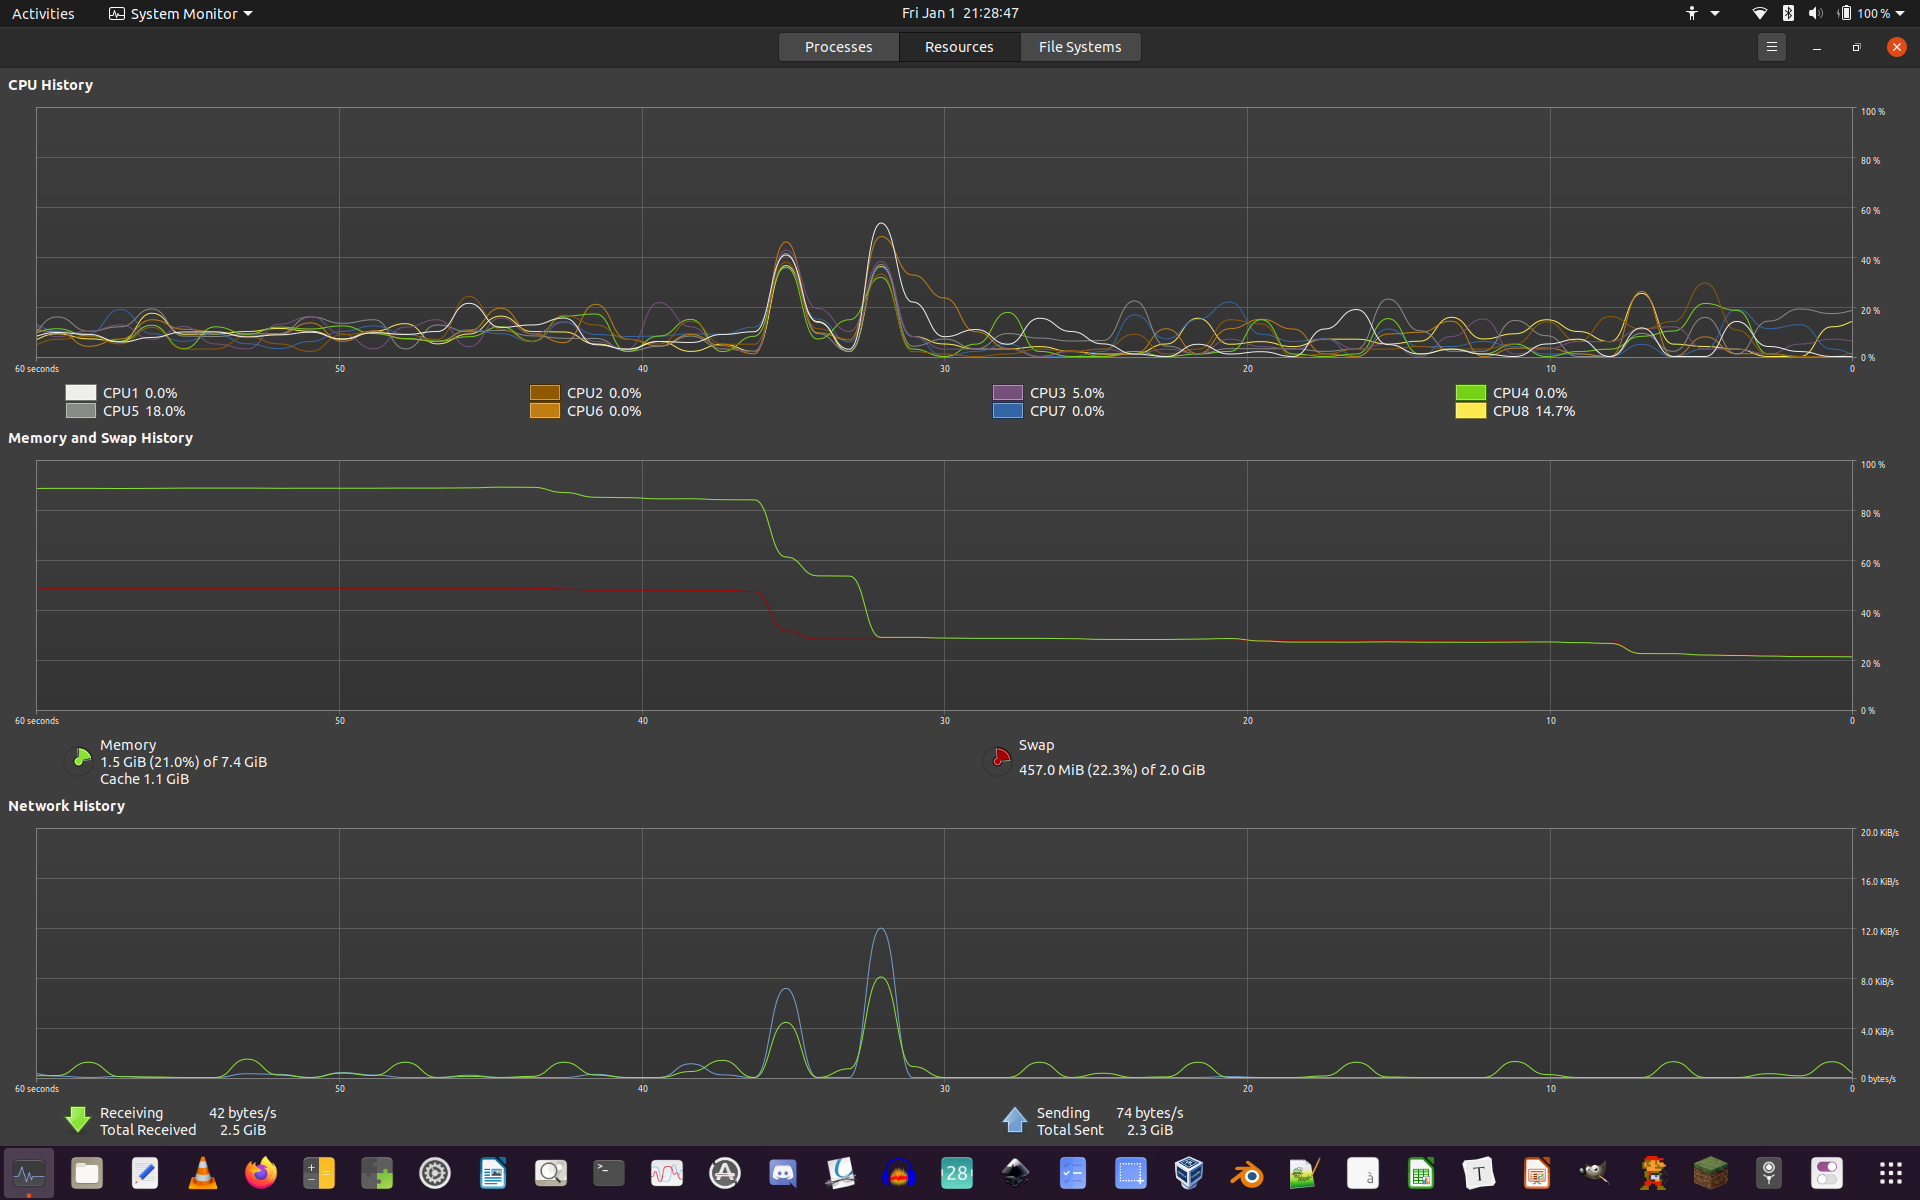 Activities
System Monitor
Fri Jan 1 21:28:47
100 %
Processes
Resources
File Systems
CPU History
100 %
80 %
60 %
40 %
20 %
0 %
60 seconds
50
40
30
20
10
0
CPU1 0.0%
CPU2 0.0%
CPU3 5.0%
CPU4 0.0%
CPU5 18.0%
CPU6 0.0%
CPU7 0.0%
CPU8 14.7%
Memory and Swap History
100 %
80 %
60 %
40 %
20 %
0 %
60 seconds
50
40
30
20
10
0
Memory
1.5 GiB (21.0%) of 7.4 GiB
Cache 1.1 GiB
Swap
457.0 MiB (22.3%) of 2.0 GiB
Network History
20.0 KiB/s
16.0 KiB/s
12.0 KiB/s
8.0 KiB/s
4.0 KiB/s
0 bytes/s
60 seconds
50
40
30
20
10
0
Receiving 42 bytes/s
Total Received 2.5 GiB
Sending 74 bytes/s
Total Sent 2.3 GiB
28
à
T